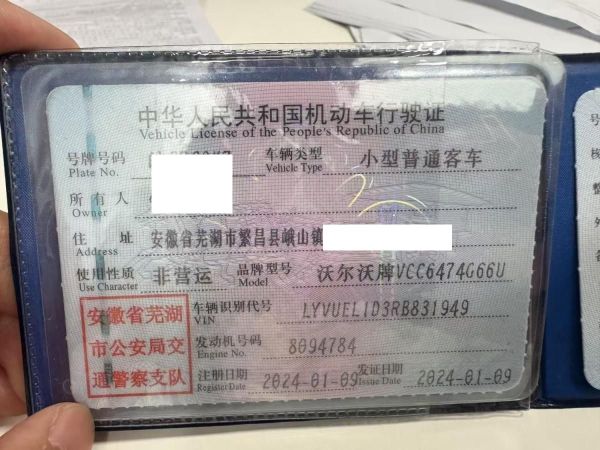 中华人民共和国机动车行驶证
Vehicle License of the People's Republic of China
号牌号码 Plate No. 车辆类型 Vehicle Type 小型普通客车
所有人 Owner
住址 Address 安徽省芜湖市繁昌县峨山镇
使用性质 Use Character 非营运 品牌型号 Model 沃尔沃牌VCC6474G66U
安徽省芜湖
市公安局交
通警察支队
车辆识别代号 VIN LYVUEL1D3RB831949
发动机号码 Engine No. 8094784
注册日期 Register Date 2024-01-09 发证日期 Issue Date 2024-01-09